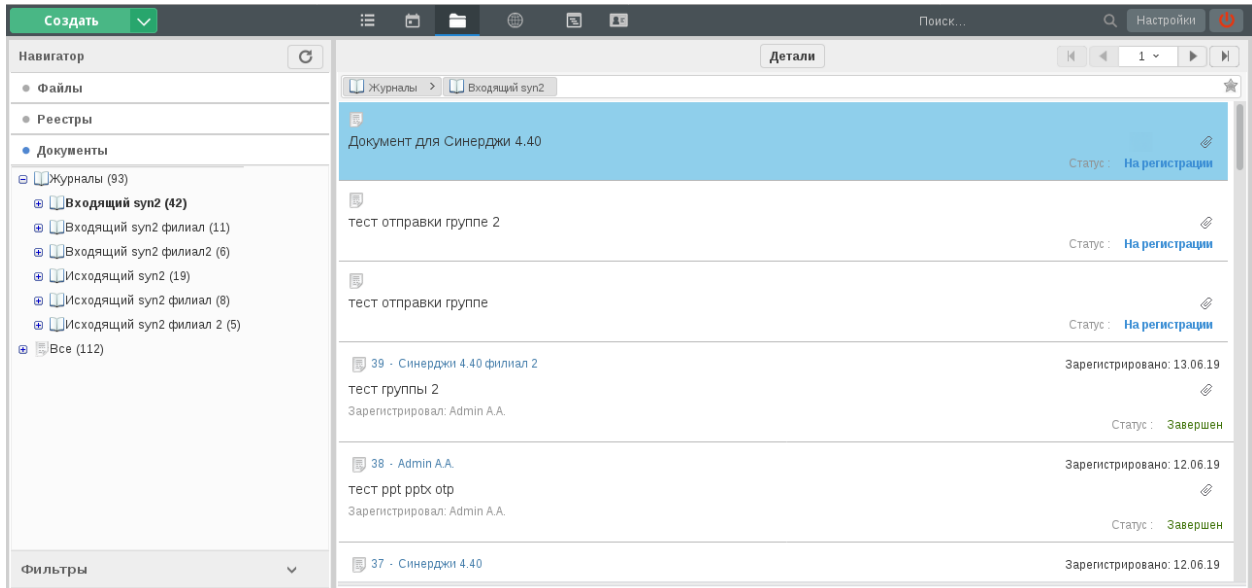 Создать
Поиск...
Настройки
Навигатор
Файлы
Реестры
Документы
Журналы (93)
Входящий syn2 (42)
Входящий syn2 филиал (11)
Входящий syn2 филиал2 (6)
Исходящий syn2 (19)
Исходящий syn2 филиал (8)
Исходящий syn2 филиал 2 (5)
Все (112)
Фильтры
Детали
1
Журналы
Входящий syn2
Документ для Синерджи 4.40
Статус : На регистрации
тест отправки группе 2
Статус : На регистрации
тест отправки группе
Статус : На регистрации
39 - Синерджи 4.40 филиал 2 Зарегистрировано: 13.06.19
тест группы 2
Зарегистрировал: Admin A.A.
Статус : Завершен
38 - Admin A.A. Зарегистрировано: 12.06.19
тест ppt pptx otp
Зарегистрировал: Admin A.A.
Статус : Завершен
37 - Синерджи 4.40 Зарегистрировано: 12.06.19